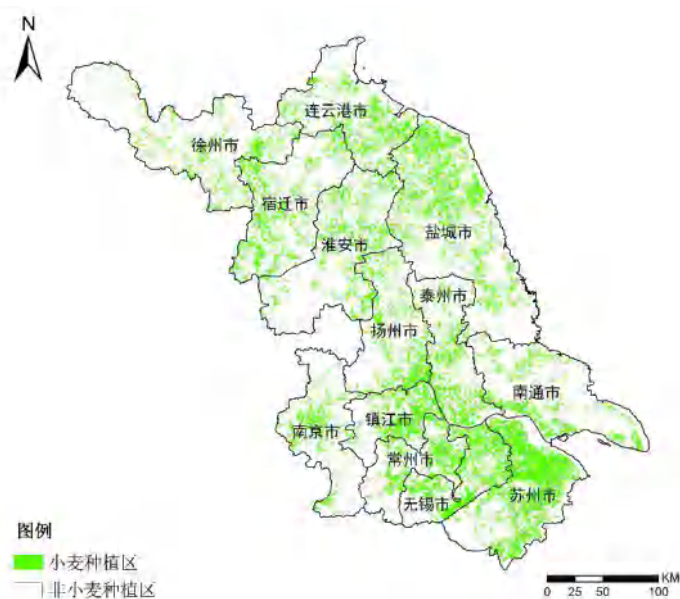 N
连云港市
徐州市
宿迁市
淮安市
盐城市
泰州市
扬州市
南通市
镇江市
南京市
常州市
无锡市
苏州市
图例
小麦种植区
非小麦种植区
KM
0 25 50 100